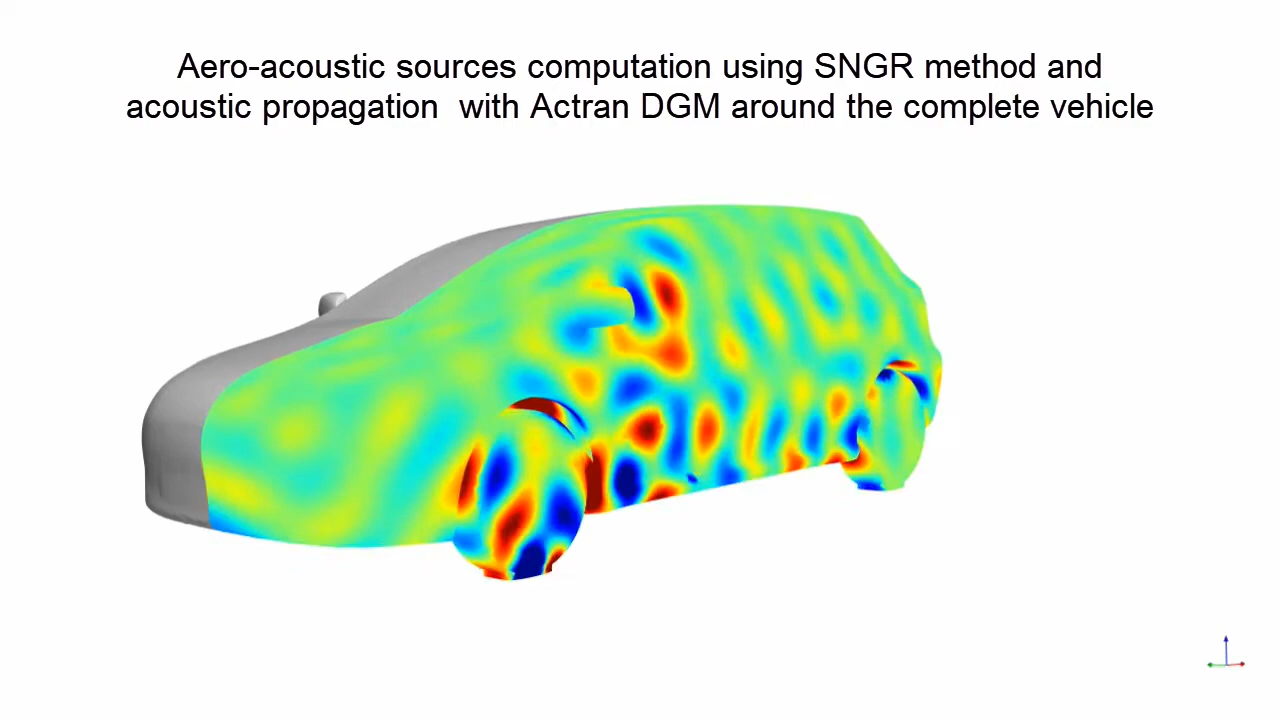 Aero-acoustic sources computation using SNGR method and
acoustic propagation  with Actran DGM around the complete vehicle